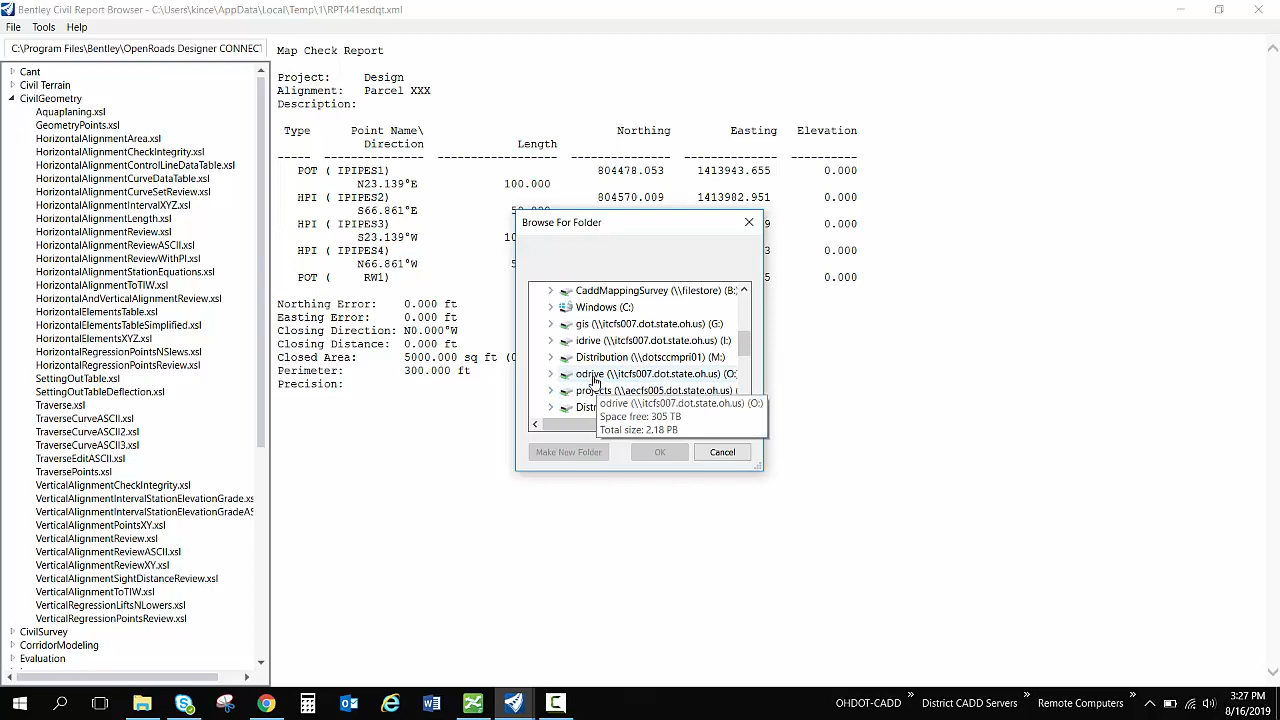 Bentley Civil Report Browser - C:\Users\kince\AppData\Local\Temp\1\RPT441esdqt.xml
File Tools Help
C:\Program Files\Bentley\OpenRoads Designer CONNECT
Cant
Civil Terrain
CivilGeometry
Aquaplaning.xsl
GeometryPoints.xsl
HorizontalAlignmentArea.xsl
HorizontalAlignmentCheckIntegrity.xsl
HorizontalAlignmentControlLineDataTable.xsl
HorizontalAlignmentCurveDataTable.xsl
HorizontalAlignmentCurveSetReview.xsl
HorizontalAlignmentIntervalXYZ.xsl
HorizontalAlignmentLength.xsl
HorizontalAlignmentReview.xsl
HorizontalAlignmentReviewASCII.xsl
HorizontalAlignmentReviewWithPI.xsl
HorizontalAlignmentStationEquations.xsl
HorizontalAlignmentToTIW.xsl
HorizontalAndVerticalAlignmentReview.xsl
HorizontalElementsTable.xsl
HorizontalElementsTableSimplified.xsl
HorizontalElementsXYZ.xsl
HorizontalRegressionPointsNSIews.xsl
HorizontalRegressionPointsReview.xsl
SettingOutTable.xsl
SettingOutTableDeflection.xsl
Traverse.xsl
TraverseCurveASCII.xsl
TraverseCurveASCII2.xsl
TraverseCurveASCII3.xsl
TraverseEditASCII.xsl
TraversePoints.xsl
VerticalAlignmentCheckIntegrity.xsl
VerticalAlignmentIntervalStationElevationGrade.xs
VerticalAlignmentIntervalStationElevationGradeAS
VerticalAlignmentPointsXY.xsl
VerticalAlignmentReview.xsl
VerticalAlignmentReviewASCII.xsl
VerticalAlignmentReviewXY.xsl
VerticalAlignmentSightDistanceReview.xsl
VerticalAlignmentToTIW.xsl
VerticalRegressionLiftsNLowers.xsl
VerticalRegressionPointsReview.xsl
CivilSurvey
CorridorModeling
Evaluation
Map Check Report
Project: Design
Alignment: Parcel XXX
Description:
Type Point Name\ Northing Easting Elevation
Direction Length
POT ( IPIPES1) 804478.053 1413943.655 0.000
N23.139°E 100.000
HPI ( IPIPES2) 804570.009 1413982.951 0.000
S66.861°E
HPI ( IPIPES3) 0.000
S23.139°W
HPI ( IPIPES4) 0.000
N66.861°W
POT ( RW1) 0.000
Northing Error: 0.000 ft
Easting Error: 0.000 ft
Closing Direction: N0.000°W
Closing Distance: 0.000 ft
Closed Area: 5000.000 sq ft
Perimeter: 300.000 ft
Precision:
Browse For Folder
CaddMappingSurvey (\\filestore) (B:
Windows (C:)
gis (\\itcfs007.dot.state.oh.us) (G:)
idrive (\\itcfs007.dot.state.oh.us) (I:)
Distribution (\\dotsccmpri01) (M:)
odrive (\\itcfs007.dot.state.oh.us) (O:
projects (\\aecfs005.dot.state.oh.us)
odrive (\\itcfs007.dot.state.oh.us) (O:)
Space free: 305 TB
Total size: 2.18 PB
Make New Folder OK Cancel
OHDOT-CADD District CADD Servers Remote Computers
3:27 PM
8/16/2019